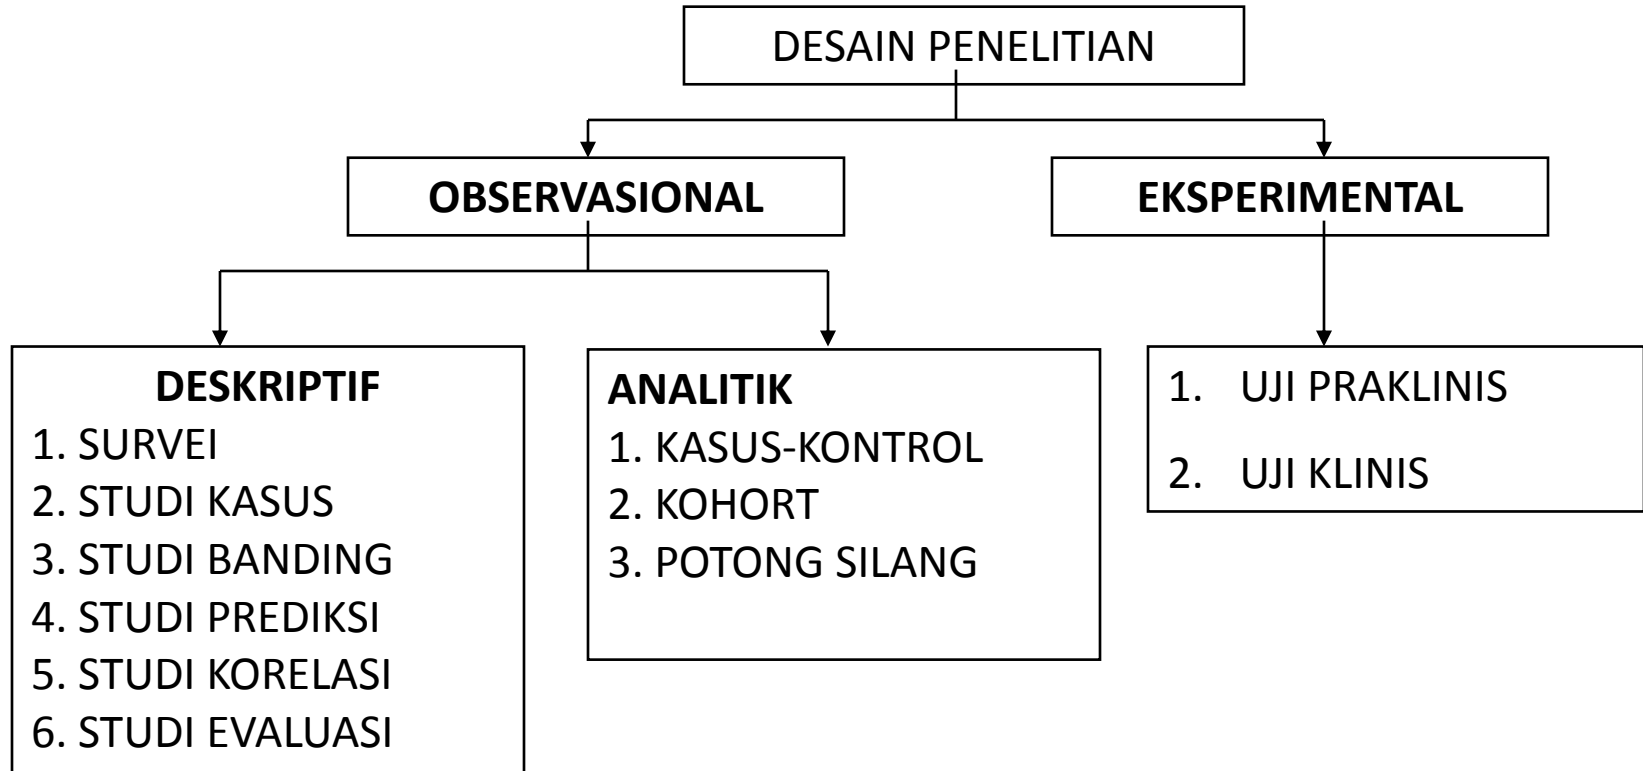 DESAIN PENELITIAN
OBSERVASIONAL
EKSPERIMENTAL
DESKRIPTIF
1. SURVEI
2. STUDI KASUS
3. STUDI BANDING
4. STUDI PREDIKSI
5. STUDI KORELASI
6. STUDI EVALUASI
ANALITIK
1. KASUS-KONTROL
2. KOHORT
3. POTONG SILANG
1. UJI PRAKLINIS
2. UJI KLINIS